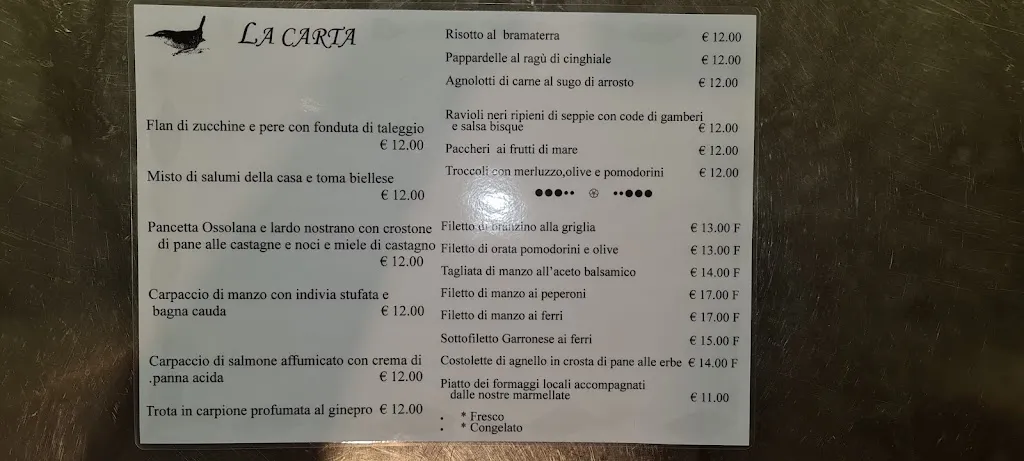 LA CARTA
Flan di zucchine e pere con fonduta di taleggio
€ 12.00
Misto di salumi della casa e toma biellese
€ 12.00
Pancetta Ossolana e lardo nostrano con crostone
di pane alle castagne e noci e miele di castagno
€ 12.00
Carpaccio di manzo con indivia stufata e
bagna cauda € 12.00
Carpaccio di salmone affumicato con crema di
.panna acida € 12.00
Trota in carpione profumata al ginepro € 12.00
Risotto al bramaterra € 12.00
Pappardelle al ragù di cinghiale € 12.00
Agnolotti di carne al sugo di arrosto € 12.00
Ravioli neri ripieni di seppie con code di gamberi
e salsa bisque € 12.00
Paccheri ai frutti di mare € 12.00
Troccoli con merluzzo,olive e pomodorini € 12.00
Filetto di branzino alla griglia € 13.00 F
Filetto di orata pomodorini e olive € 13.00 F
Tagliata di manzo all'aceto balsamico € 14.00 F
Filetto di manzo ai peperoni € 17.00 F
Filetto di manzo ai ferri € 17.00 F
Sottofiletto Garronese ai ferri € 15.00 F
Costolette di agnello in crosta di pane alle erbe € 14.00 F
Piatto dei formaggi locali accompagnati
dalle nostre marmellate € 11.00
. * Fresco
. * Congelato